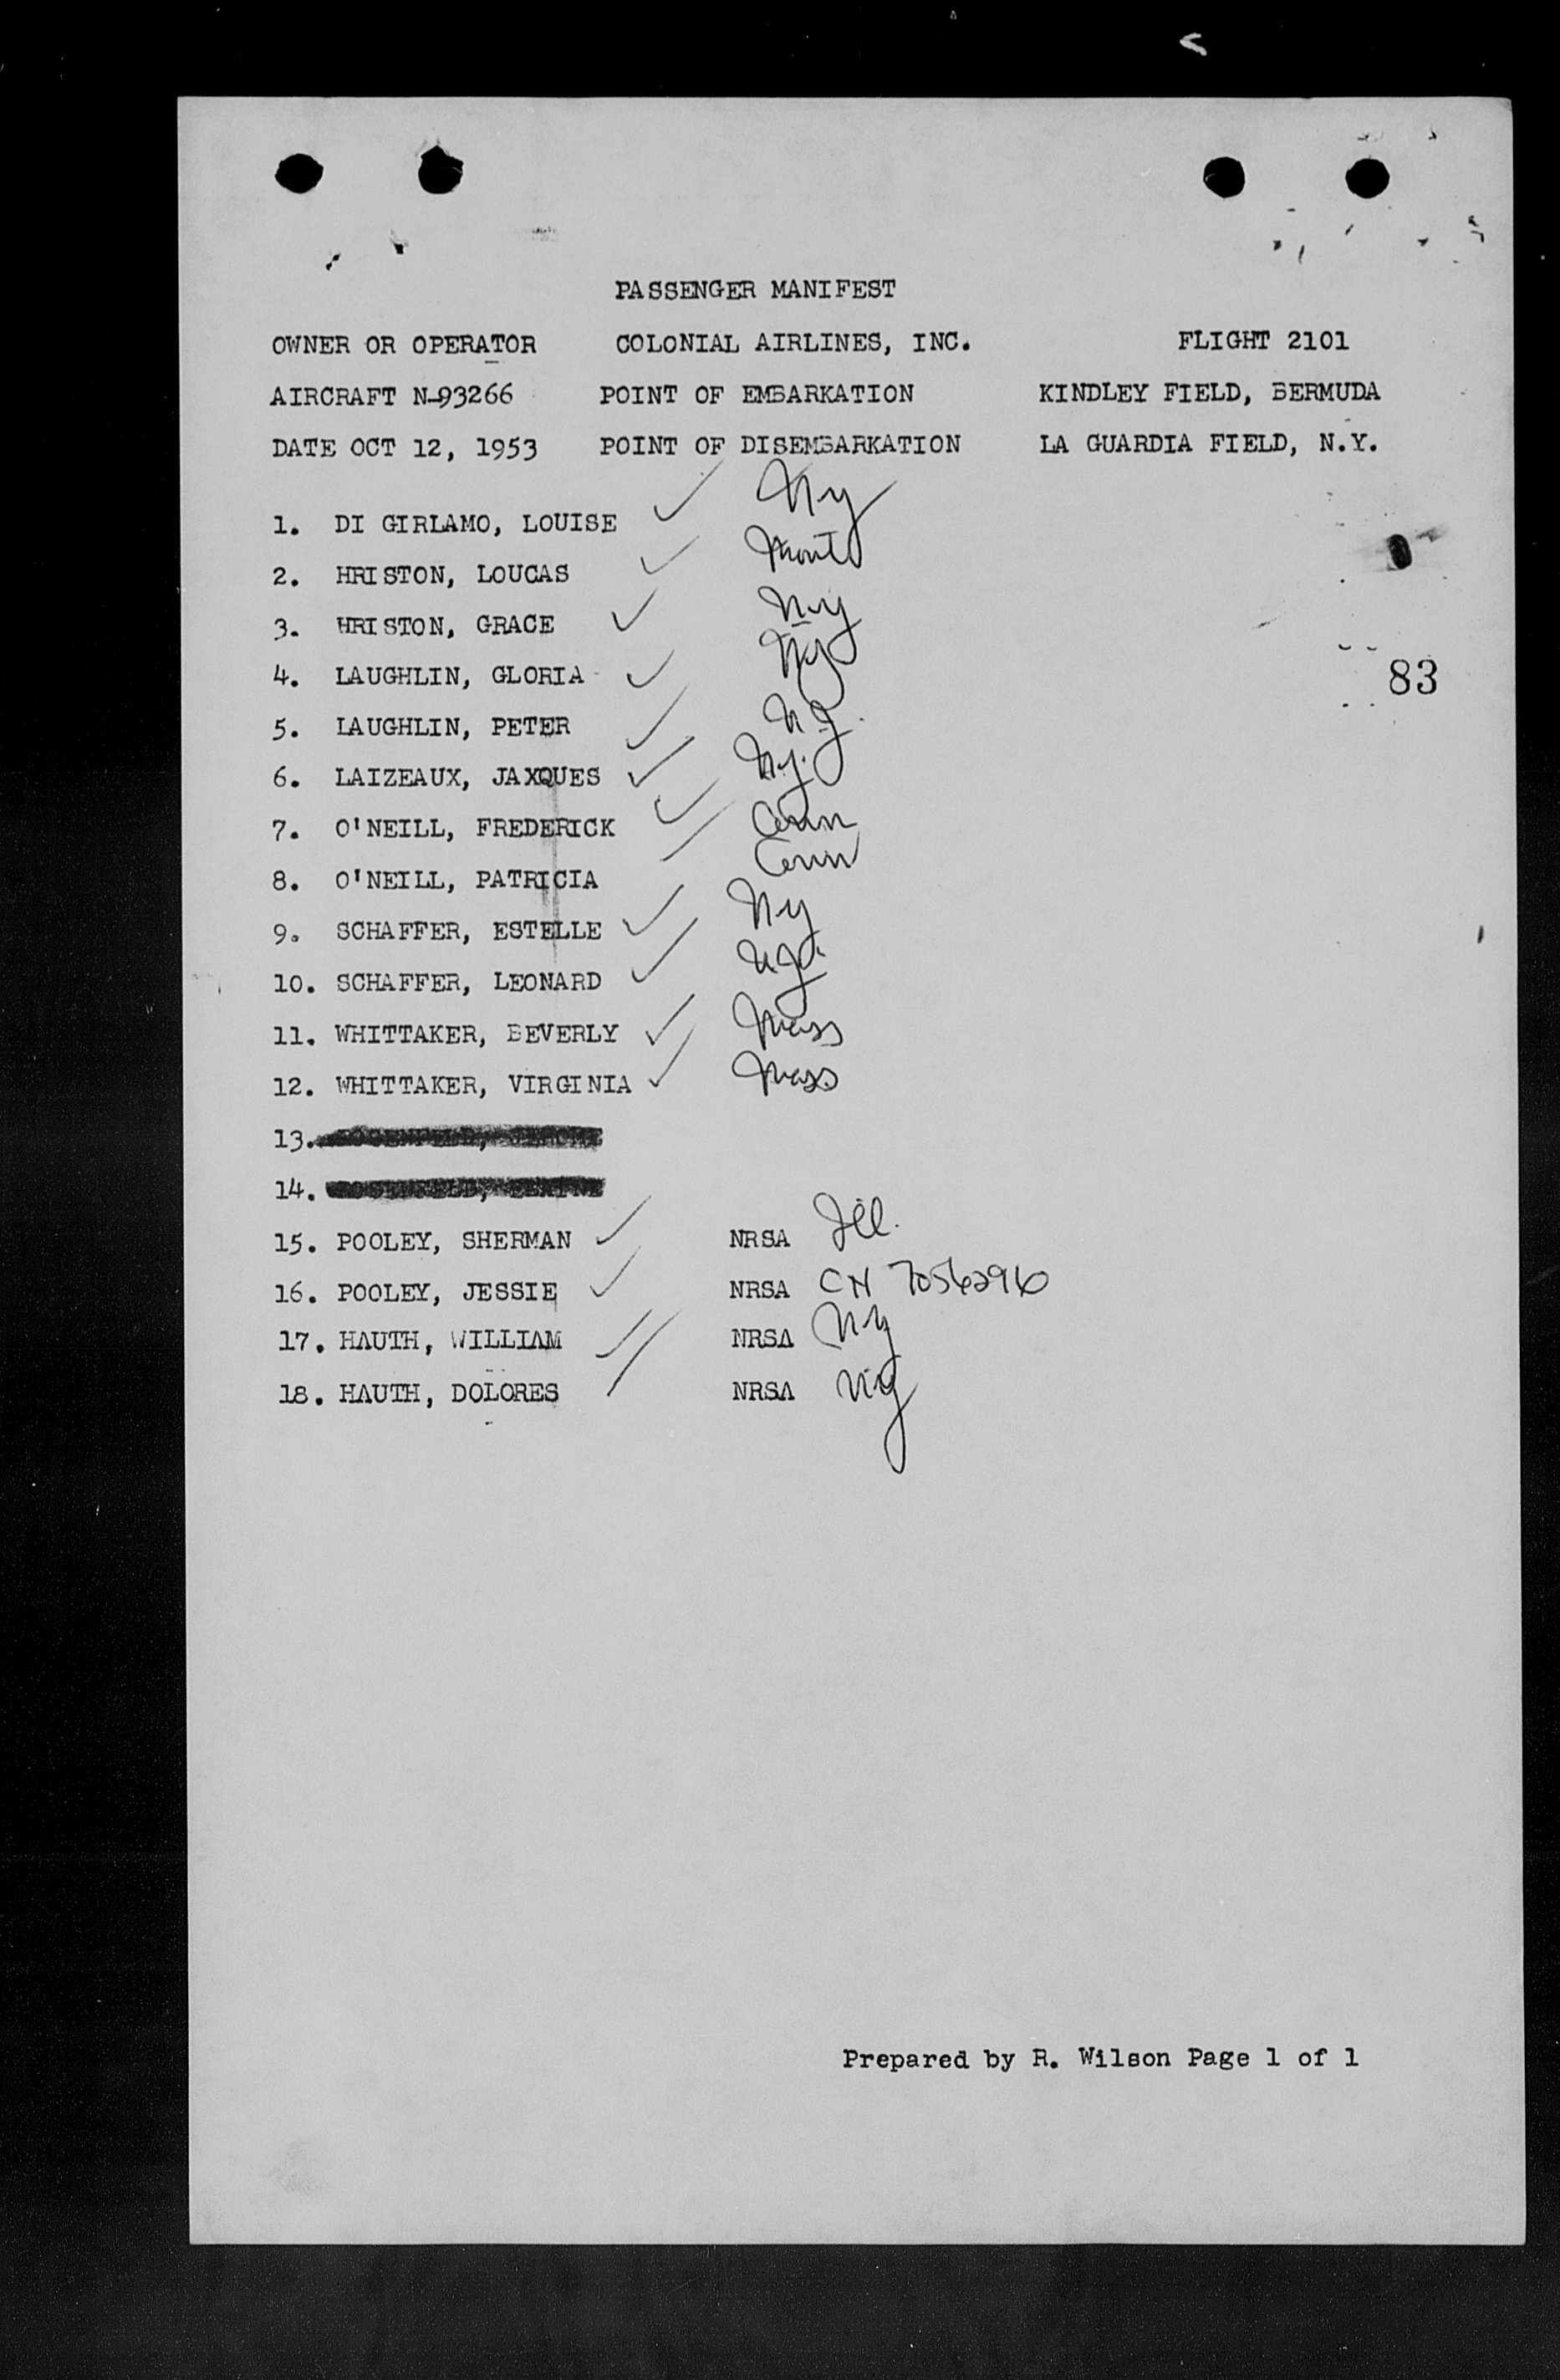 PASSENGER MANIFEST
OWNER OR OPERATOR COLONIAL AIRLINES, INC. FLIGHT 2101
AIRCRAFT N-93266 POINT OF EMBARKATION KINDLEY FIELD, BERMUDA
DATE OCT 12, 1953 POINT OF DISEMBARKATION LA GUARDIA FIELD, N.Y.
1. DI GIRLAMO, LOUISE ✓ Ny
2. HRISTON, LOUCAS ✓
3. HRISTON, GRACE ✓ Ny
83
4. LAUGHLIN, GLORIA ✓ Ny
5. LAUGHLIN, PETER ✓ N.J.
6. LAIZEAUX, JAXQUES ✓ N.y.
7. O'NEILL, FREDERICK ✓ Conn
8. O'NEILL, PATRICIA Conn
9. SCHAFFER, ESTELLE ✓ Ny
10. SCHAFFER, LEONARD ✓
11. WHITTAKER, BEVERLY ✓ Mass
12. WHITTAKER, VIRGINIA ✓ Mass
13.
14.
15. POOLEY, SHERMAN ✓ NRSA Ill.
16. POOLEY, JESSIE ✓ NRSA CN 7056296
17. HAUTH, WILLIAM ✓ NRSA Ny
18. HAUTH, DOLORES NRSA Ny
Prepared by R. Wilson Page 1 of 1